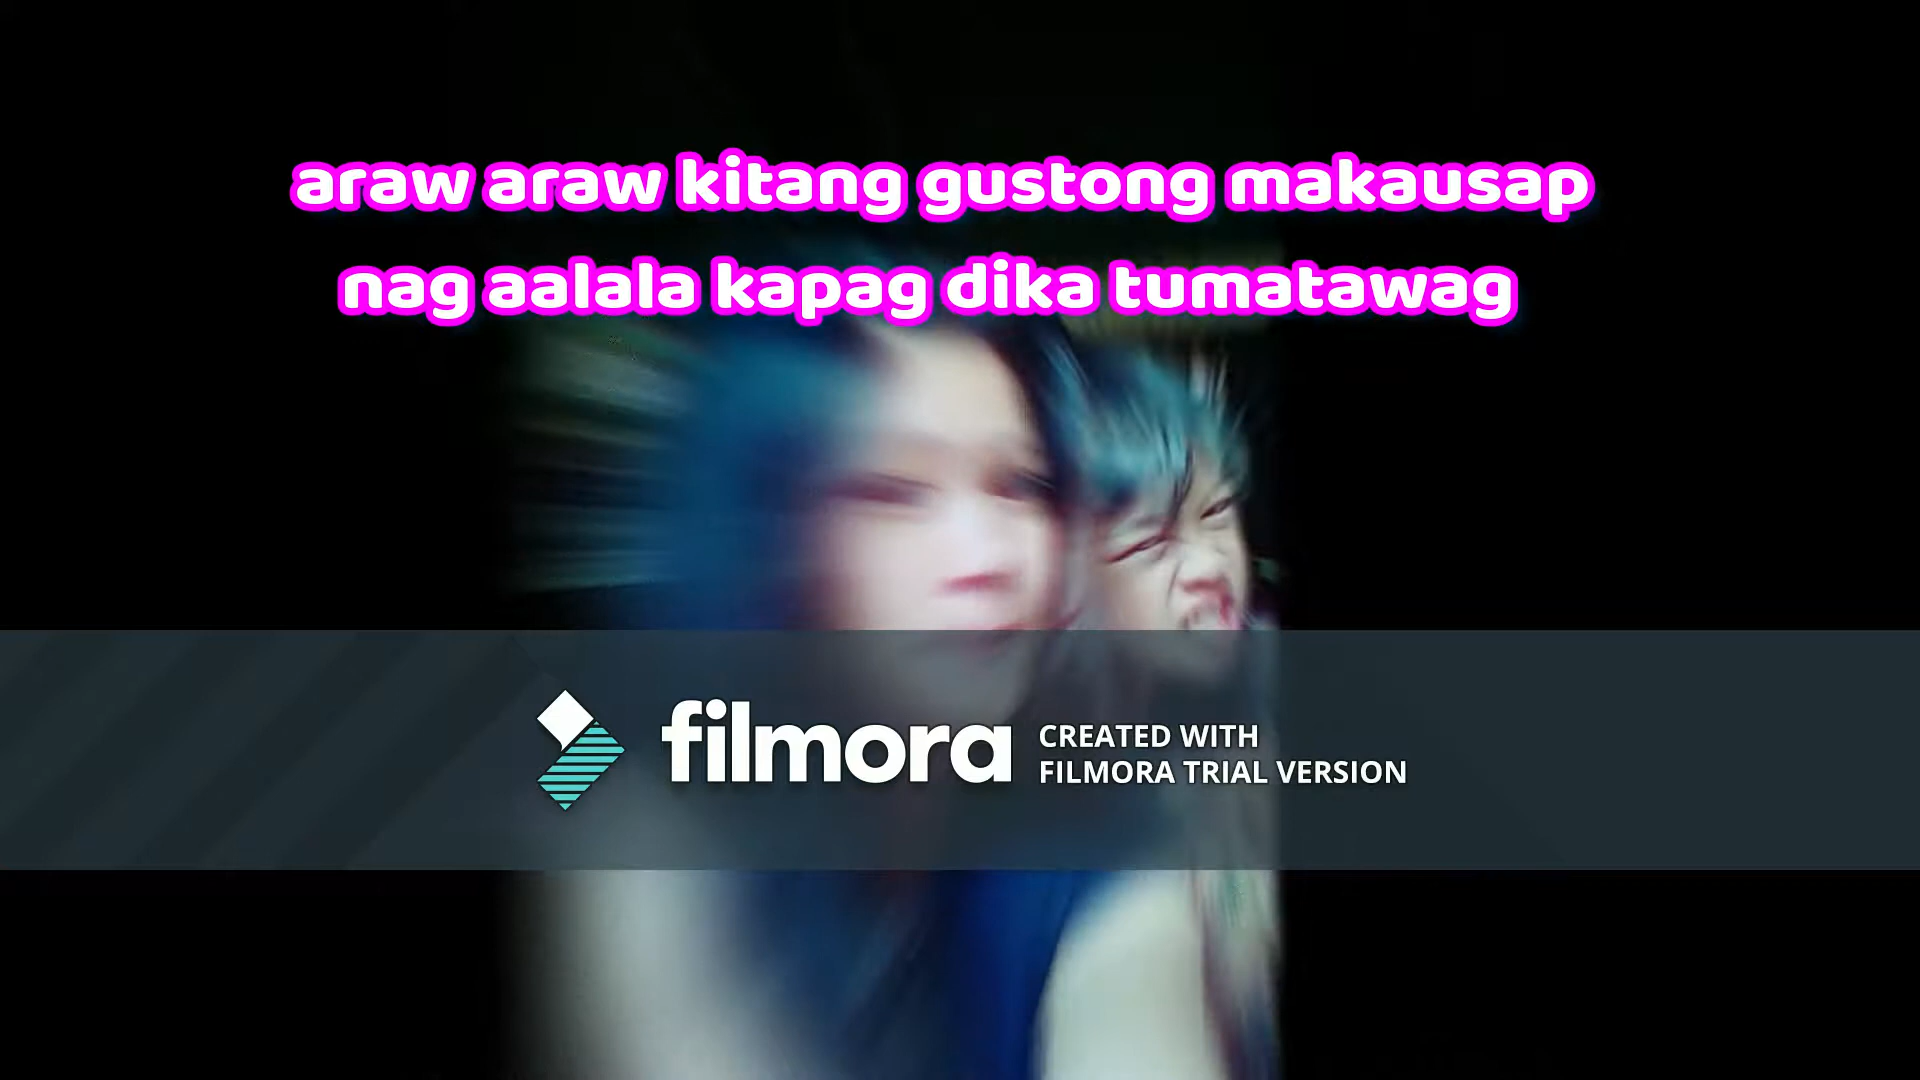 araw araw kitang gustong makausap
nag aalala kapag dika tumatawag
filmora
CREATED WITH
FILMORA TRIAL VERSION